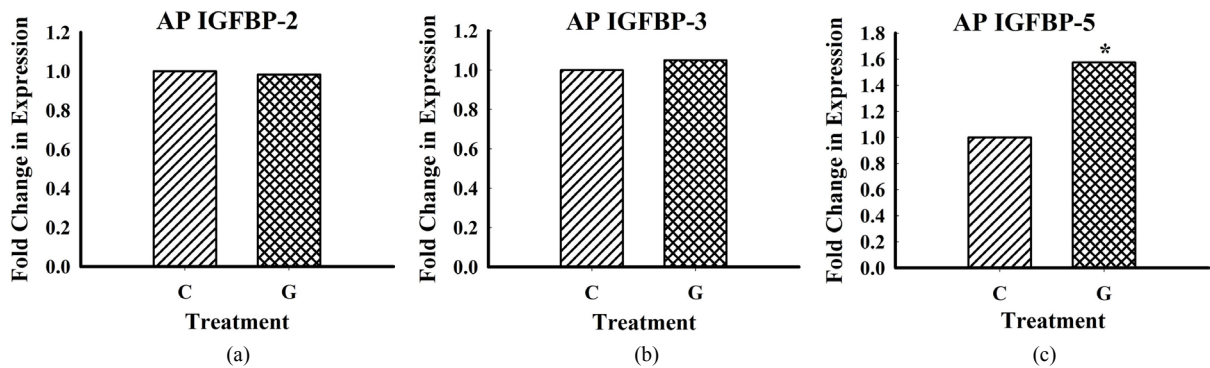 AP IGFBP-2
Fold Change in Expression
1.2
1.0
0.8
0.6
0.4
0.2
0.0
C G
Treatment
(a)
AP IGFBP-3
Fold Change in Expression
1.2
1.0
0.8
0.6
0.4
0.2
0.0
C G
Treatment
(b)
AP IGFBP-5
Fold Change in Expression
1.8
1.6
1.4
1.2
1.0
0.8
0.6
0.4
0.2
0.0
*
C G
Treatment
(c)